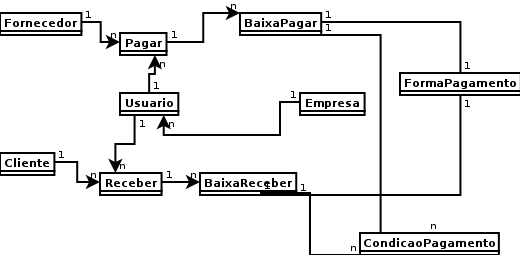 Fornecedor 1
n Pagar 1
n BaixaPagar 1
1
1
FormaPagamento
1
n
1
Usuario
1
n
1 Empresa
Cliente 1
n
n Receber 1
n BaixaReceber
1
1
n
n
CondicaoPagamento